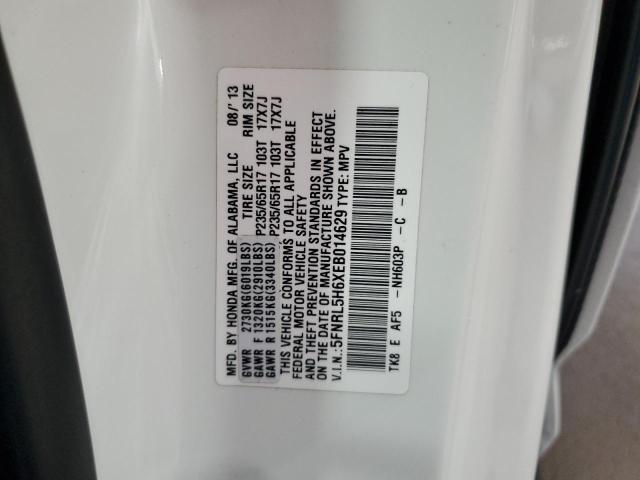 MFD. BY HONDA MFG. OF ALABAMA, LLC 08/'13
TIRE SIZE RIM SIZE
GVWR 2730KG(6019LBS)
GAWR F 1320KG(2910LBS) P235/65R17 103T 17X7J
GAWR R 1515KG(3340LBS) P235/65R17 103T 17X7J
THIS VEHICLE CONFORMS TO ALL APPLICABLE
FEDERAL MOTOR VEHICLE SAFETY
AND THEFT PREVENTION STANDARDS IN EFFECT
ON THE DATE OF MANUFACTURE SHOWN ABOVE.
V.I.N.:5FNRL5H6XEB014629 TYPE: MPV
TK8 E AF5 -NH603P -C -B